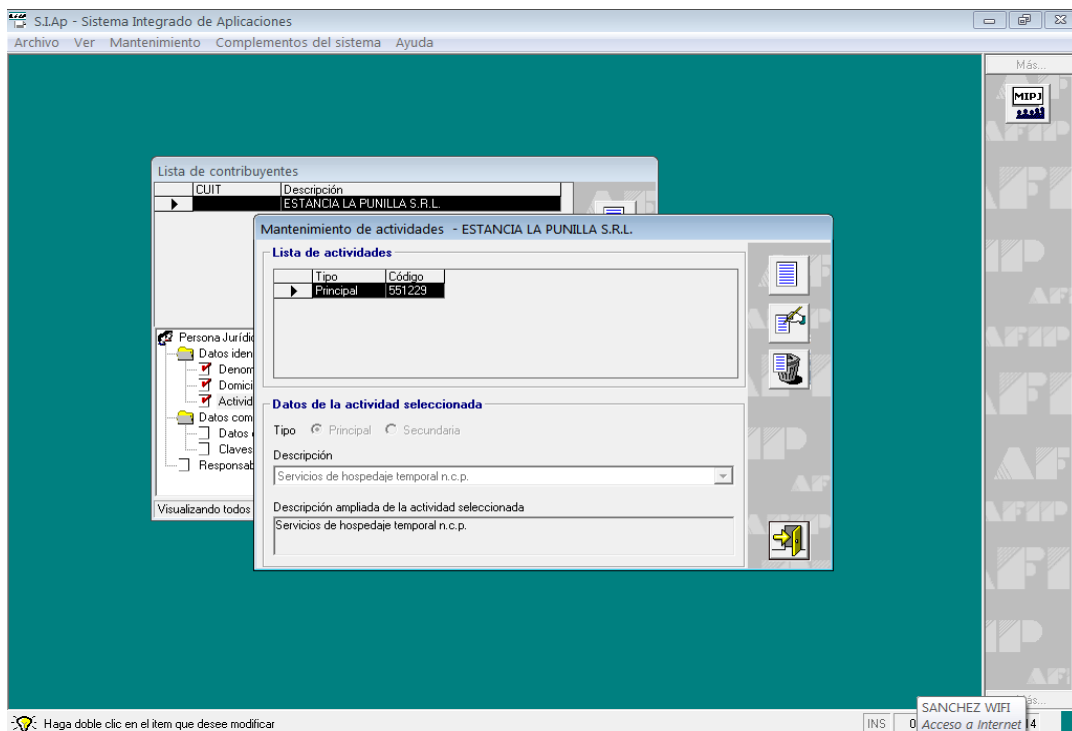 S.I.Ap - Sistema Integrado de Aplicaciones
Archivo Ver Mantenimiento Complementos del sistema Ayuda
Más...
MIPJ
Lista de contribuyentes
CUIT Descripción
ESTANCIA LA PUNILLA S.R.L.
Mantenimiento de actividades - ESTANCIA LA PUNILLA S.R.L.
Lista de actividades
Tipo Código
Principal 551229
Persona Jurídic
Datos iden
Denom
Domici
Activid
Datos com
Datos
Claves
Responsab
Visualizando todos
Datos de la actividad seleccionada
Tipo Principal Secundaria
Descripción
Servicios de hospedaje temporal n.c.p.
Descripción ampliada de la actividad seleccionada
Servicios de hospedaje temporal n.c.p.
AFIP
SANCHEZ WIFI
Acceso a Internet
Haga doble clic en el item que desee modificar
INS 0 14